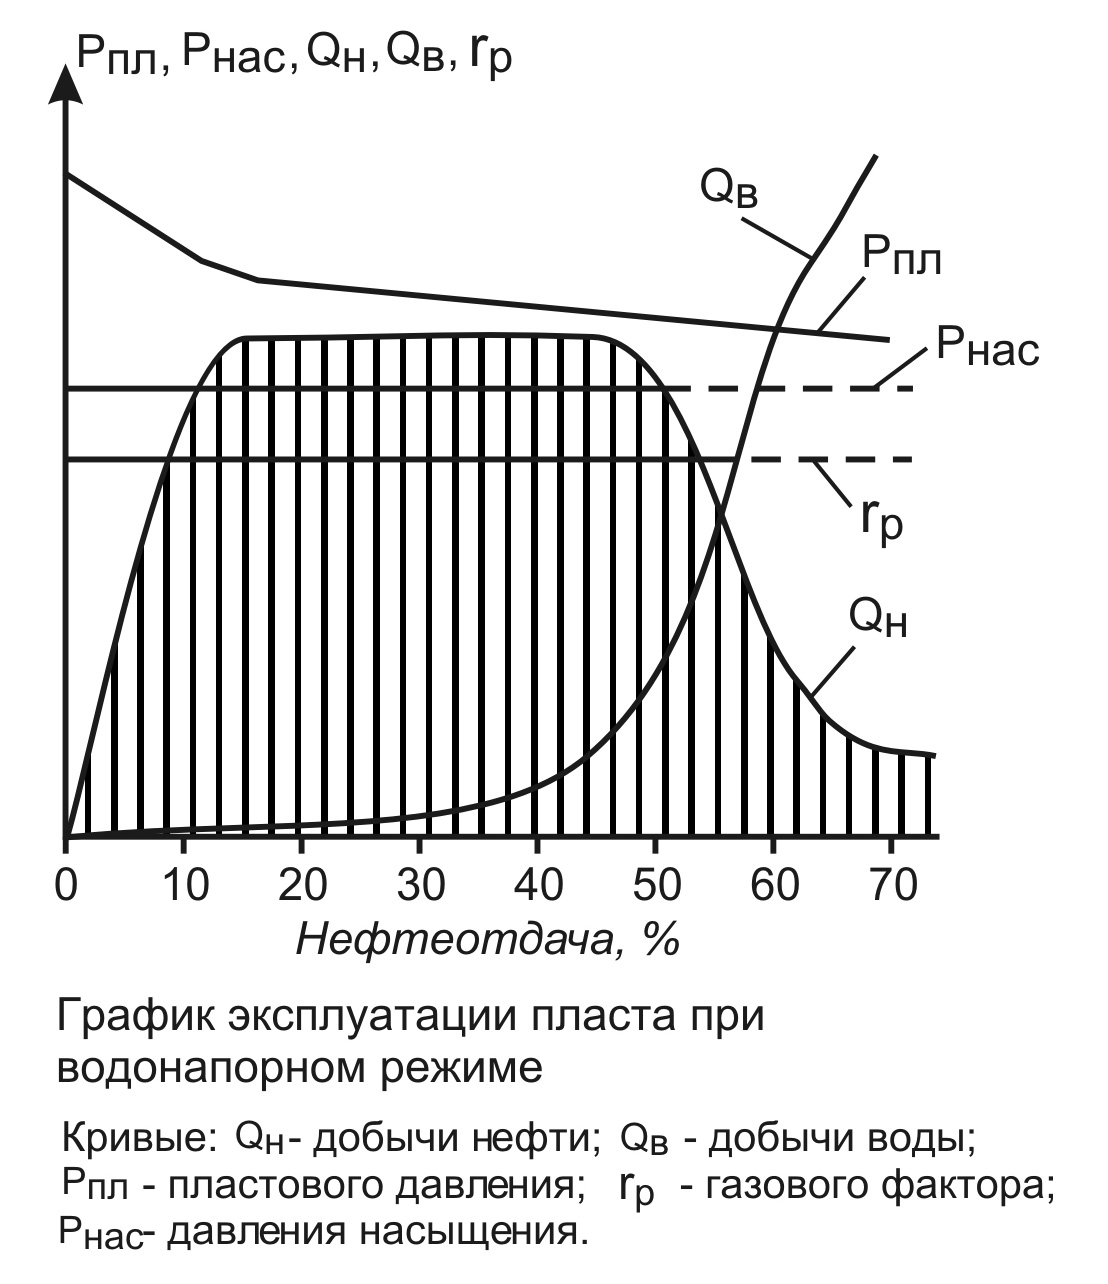 Pпл, Pнас, Qн, Qв, rр
Qв
Pпл
Pнас
rр
Qн
0 10 20 30 40 50 60 70
Нефтеотдача, %
График эксплуатации пласта при
водонапорном режиме
Кривые: Qн- добычи нефти; Qв - добычи воды;
Pпл - пластового давления; rр - газового фактора;
Pнас- давления насыщения.